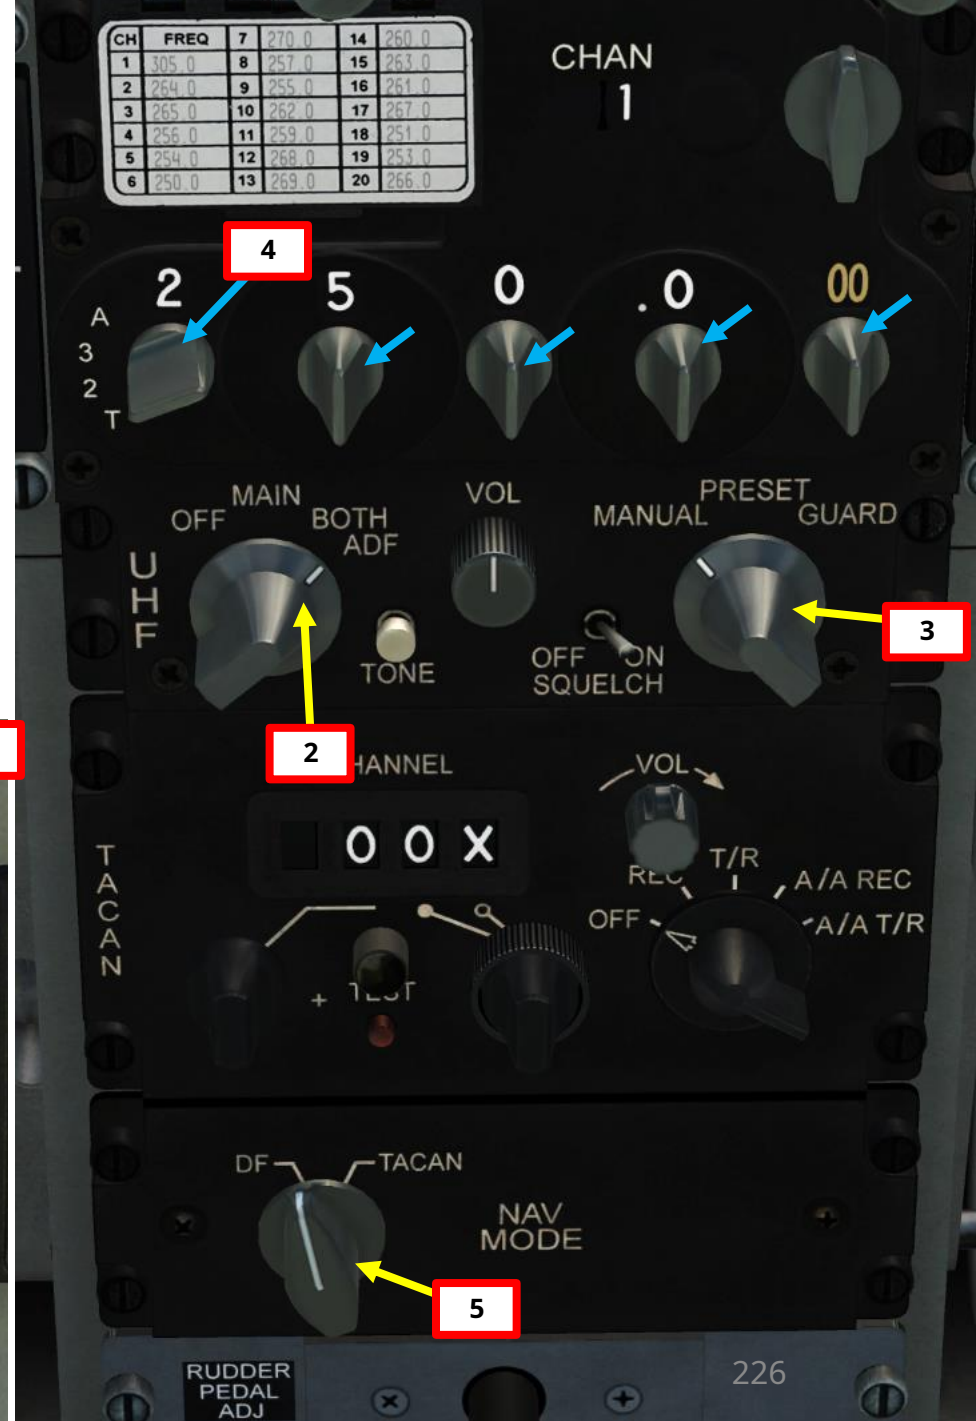 CH FREQ 7 270.0 14 260.0
1 305.0 8 257.0 15 263.0
2 264.0 9 255.0 16 261.0
3 265.0 10 262.0 17 267.0
4 256.0 11 259.0 18 251.0
5 254.0 12 268.0 19 253.0
6 250.0 13 269.0 20 266.0
CHAN
1
4
2 5 0 .0 00
A
3
2
T
OFF MAIN BOTH ADF
VOL
MANUAL PRESET GUARD
UHF
TONE
OFF ON
SQUELCH
3
2
HANNEL
00X
VOL
TACAN
OFF REC T/R A/A REC A/A T/R
+ TEST
DF TACAN
NAV
MODE
5
226
RUDDER
PEDAL
ADJ